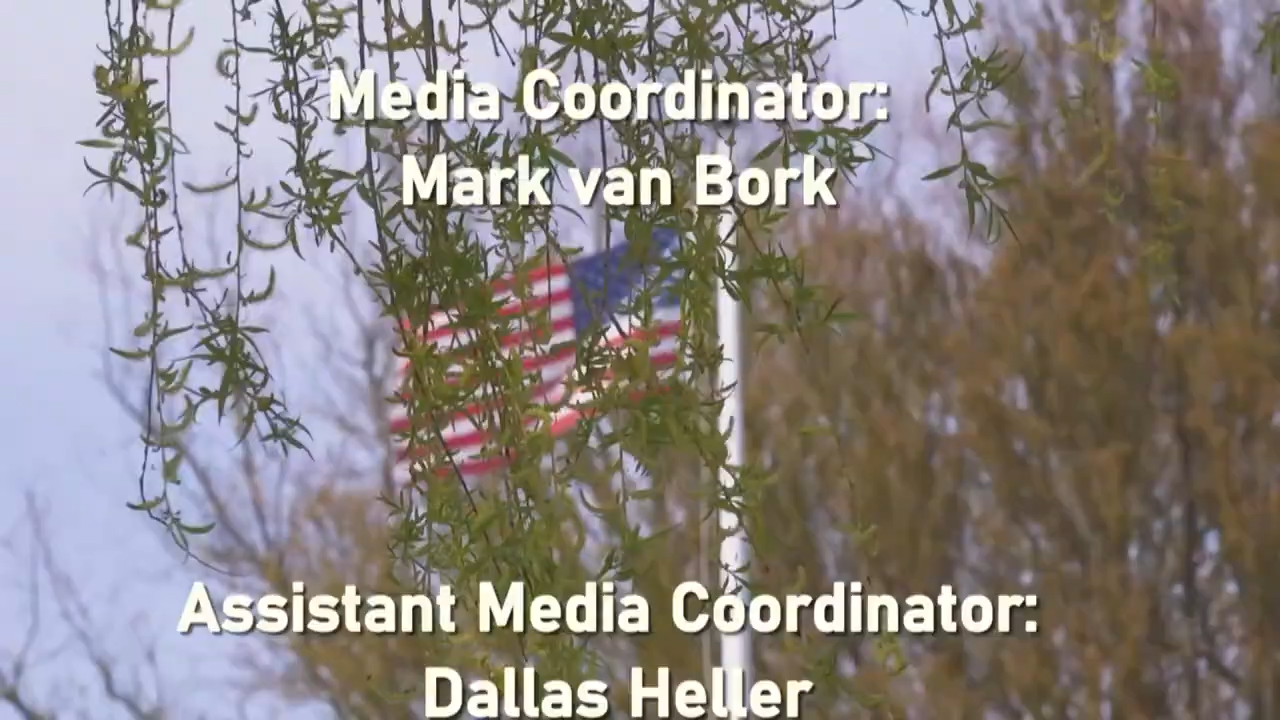 Media Coordinator:
Mark van Bork
Assistant Media Coordinator:
Dallas Heller